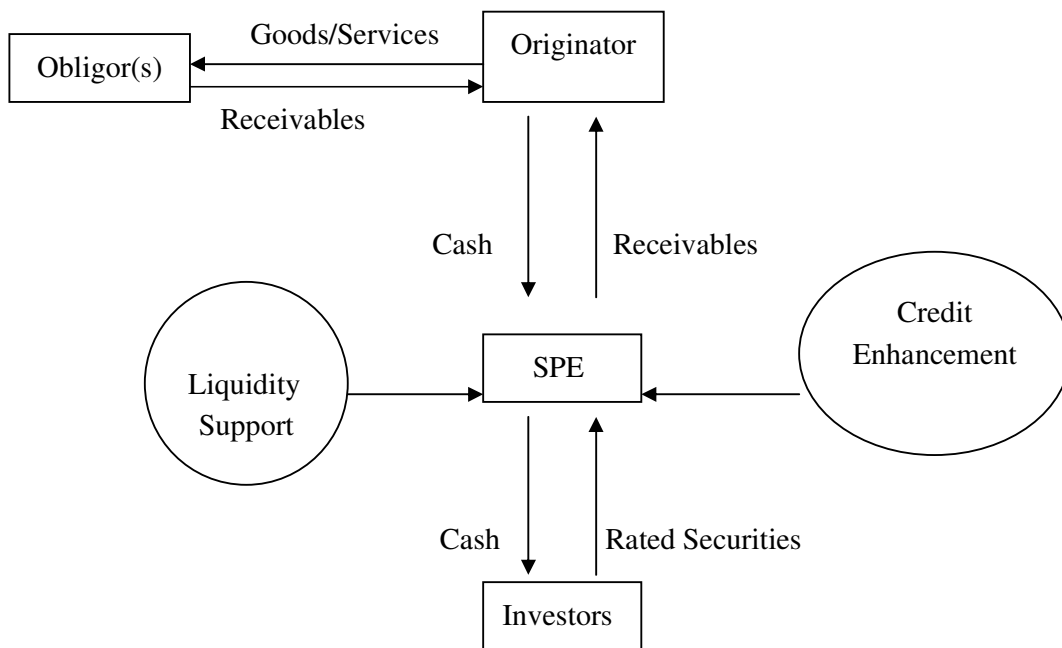 Goods/Services
Originator
Obligor(s)
Receivables
Cash
Receivables
Credit
Enhancement
SPE
Liquidity
Support
Cash
Rated Securities
Investors